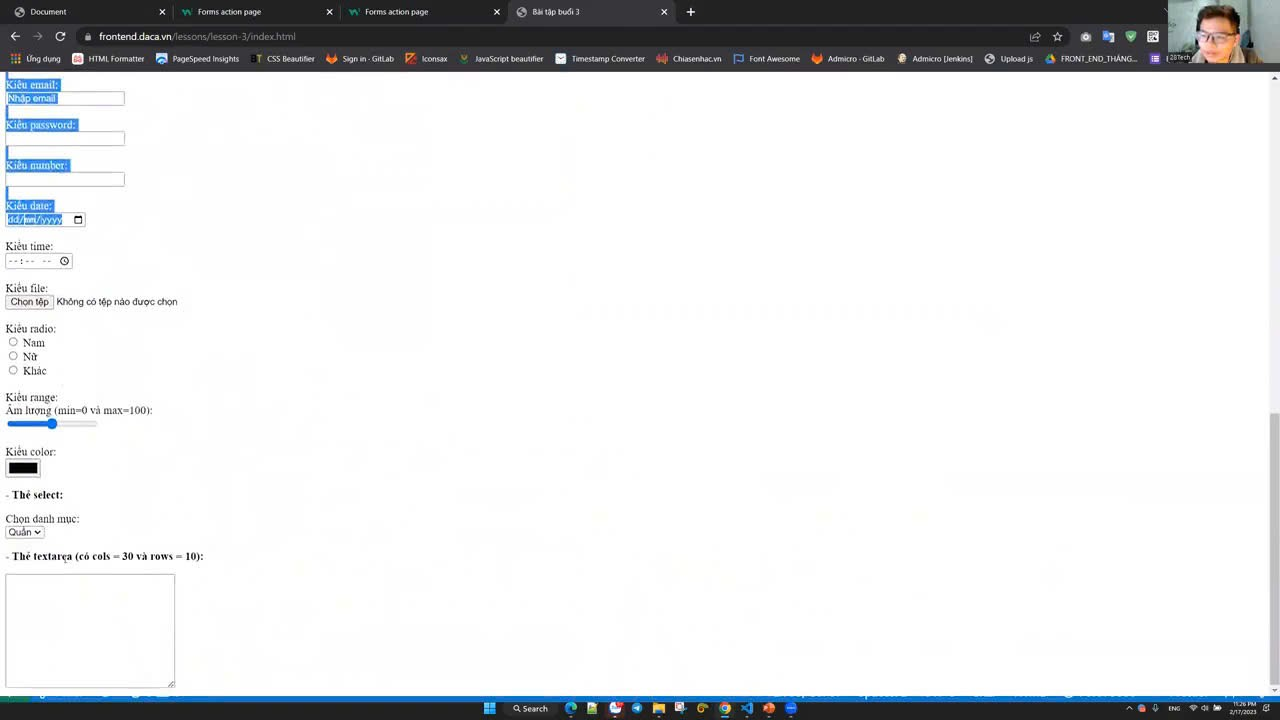 Document
Forms action page
Forms action page
Bài tập buổi 3
frontend.daca.vn/lessons/lesson-3/index.html
Ứng dụng
HTML Formatter
PageSpeed Insights
CSS Beautifier
Sign in · GitLab
Iconsax
JavaScript beautifier
Timestamp Converter
Chiasenhac.vn
Font Awesome
Admicro - GitLab
Admicro [Jenkins]
Upload js
FRONT_END_THÁNG...
28Tech
Kiểu email:
Nhập email
Kiểu password:
Kiểu number:
Kiểu date:
dd/mm/yyyy
Kiểu time:
--:-- --
Kiểu file:
Chọn tệp Không có tệp nào được chọn
Kiểu radio:
Nam
Nữ
Khác
Kiểu range:
Âm lượng (min=0 và max=100):
Kiểu color:
- Thẻ select:
Chọn danh mục:
Quần
- Thẻ textarea (có cols = 30 và rows = 10):
Search
ENG
11:26 PM
2/17/2023